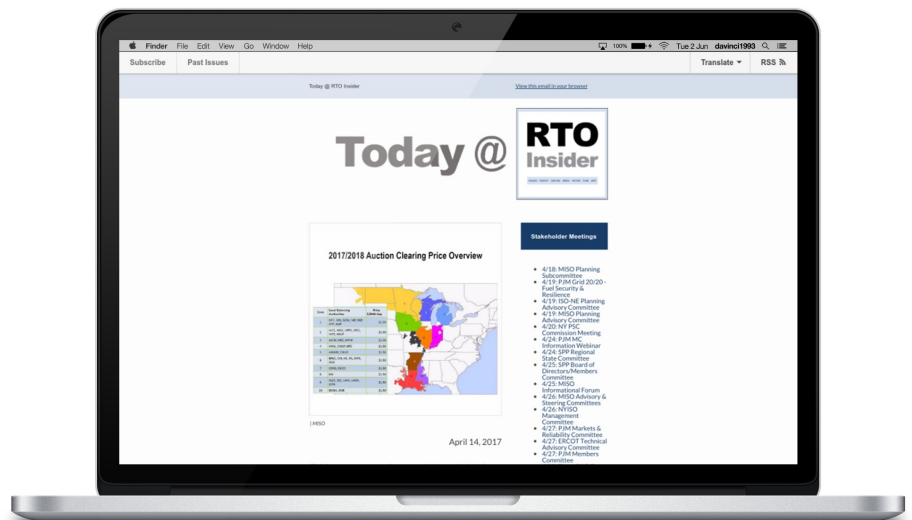 Finder File Edit View Go Window Help 100% Tue 2 Jun davinci1993
Subscribe Past Issues Translate RSS
Today @ RTO Insider View this email in your browser
Today @
RTO
Insider
2017/2018 Auction Clearing Price Overview
Zone Local Balancing Authorities Price
| MISO
April 14, 2017
Stakeholder Meetings
4/18: MISO Planning
Subcommittee
4/19: PJM Grid 20/20 -
Fuel Security &
Resilience
4/19: ISO-NE Planning
Advisory Committee
4/19: MISO Planning
Advisory Committee
4/20: NY PSC
Commission Meeting
4/24: PJM MC
Information Webinar
4/24: SPP Regional
State Committee
4/25: SPP Board of
Directors/Members
Committee
4/25: MISO
Informational Forum
4/26: MISO Advisory &
Steering Committees
4/26: NYISO
Management
Committee
4/27: PJM Markets &
Reliability Committee
4/27: ERCOT Technical
Advisory Committee
4/27: PJM Members
Committee